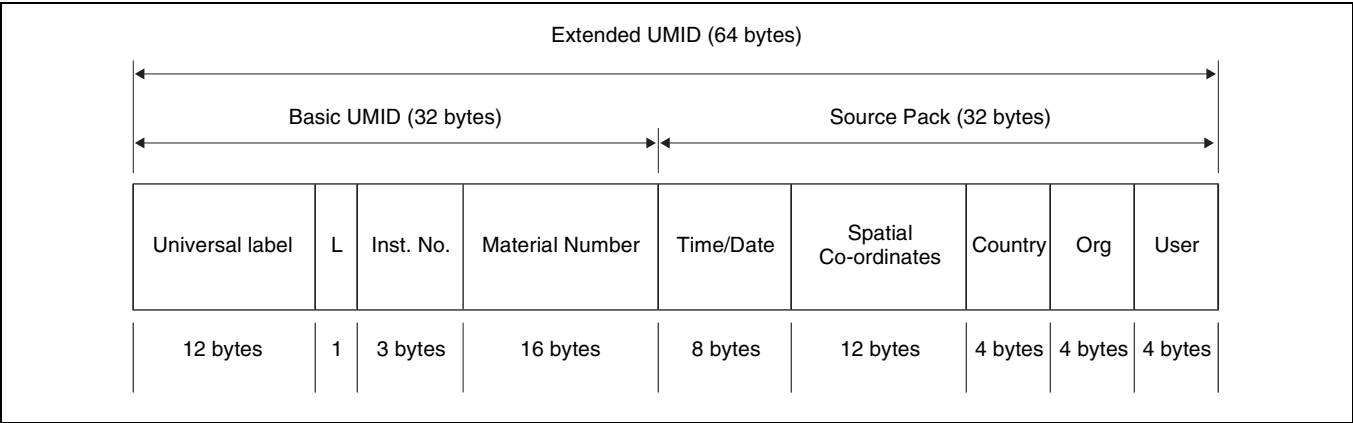 Extended UMID (64 bytes)
Basic UMID (32 bytes)
Source Pack (32 bytes)
Universal label
L
Inst. No.
Material Number
Time/Date
Spatial
Co-ordinates
Country
Org
User
12 bytes
1
3 bytes
16 bytes
8 bytes
12 bytes
4 bytes
4 bytes
4 bytes